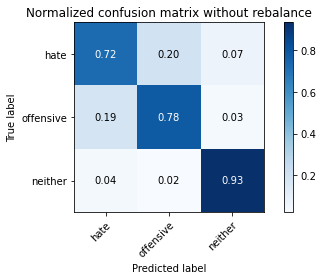 Normalized confusion matrix without rebalance
True label
hate
0.72 0.20 0.07
offensive
0.19 0.78 0.03
neither
0.04 0.02 0.93
hate
offensive
neither
Predicted label
0.8
0.6
0.4
0.2